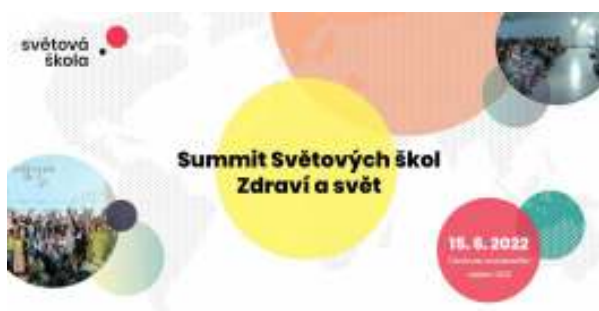 světová
škola
Summit Světových škol
Zdraví a svět
15. 6. 2022